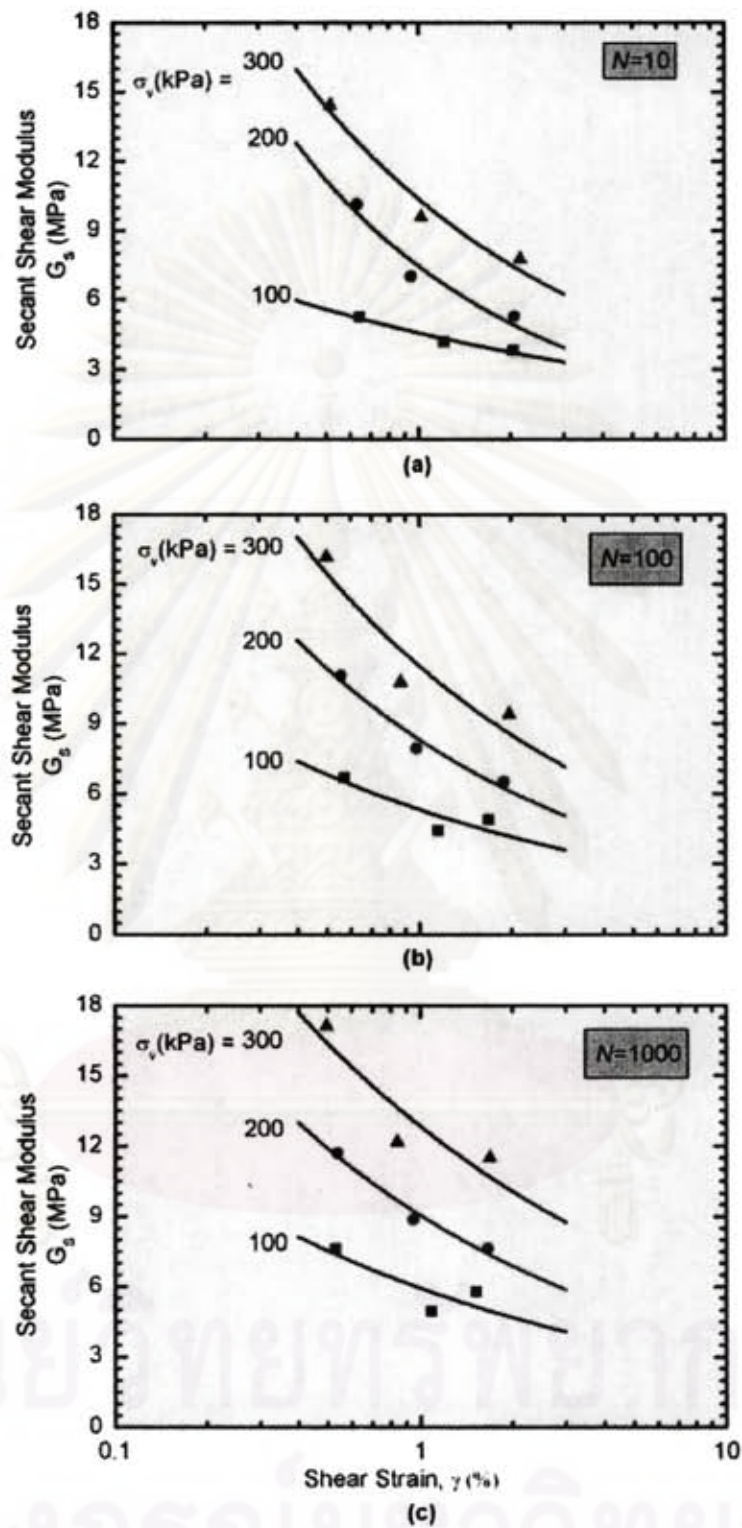 18
15
12
9
6
3
0
Secant Shear Modulus
G_s (MPa)
σ_v(kPa) = 300
200
100
N=10
(a)
18
15
12
9
6
3
0
Secant Shear Modulus
G_s (MPa)
σ_v(kPa) = 300
200
100
N=100
(b)
18
15
12
9
6
3
0
Secant Shear Modulus
G_s (MPa)
σ_v(kPa) = 300
200
100
N=1000
0.1
1
10
Shear Strain, γ (%)
(c)